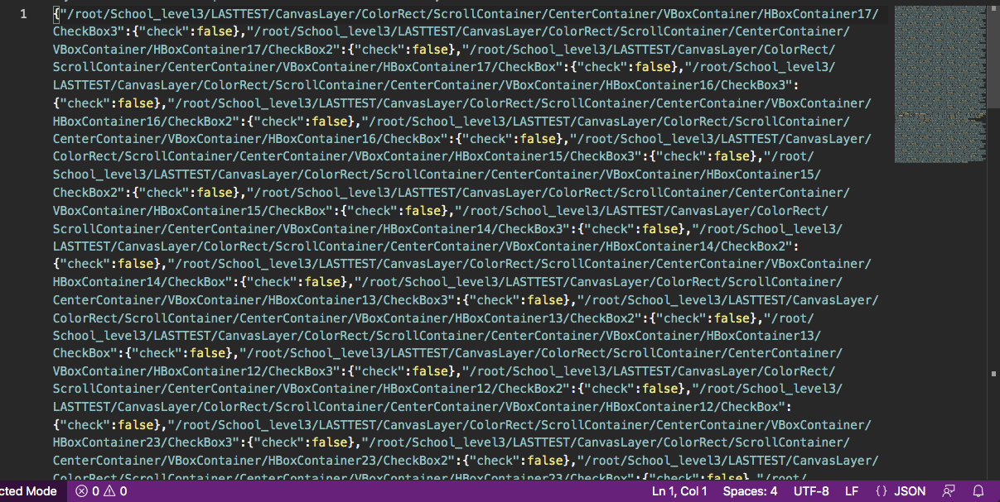 1 {"/root/School_level3/LASTTEST/CanvasLayer/ColorRect/ScrollContainer/CenterContainer/VBoxContainer/HBoxContainer17/
CheckBox3":{"check":false},"/root/School_level3/LASTTEST/CanvasLayer/ColorRect/ScrollContainer/CenterContainer/
VBoxContainer/HBoxContainer17/CheckBox2":{"check":false},"/root/School_level3/LASTTEST/CanvasLayer/ColorRect/
ScrollContainer/CenterContainer/VBoxContainer/HBoxContainer17/CheckBox":{"check":false},"/root/School_level3/
LASTTEST/CanvasLayer/ColorRect/ScrollContainer/CenterContainer/VBoxContainer/HBoxContainer16/CheckBox3":
{"check":false},"/root/School_level3/LASTTEST/CanvasLayer/ColorRect/ScrollContainer/CenterContainer/VBoxContainer/
HBoxContainer16/CheckBox2":{"check":false},"/root/School_level3/LASTTEST/CanvasLayer/ColorRect/ScrollContainer/
CenterContainer/VBoxContainer/HBoxContainer16/CheckBox":{"check":false},"/root/School_level3/LASTTEST/CanvasLayer/
ColorRect/ScrollContainer/CenterContainer/VBoxContainer/HBoxContainer15/CheckBox3":{"check":false},"/root/
School_level3/LASTTEST/CanvasLayer/ColorRect/ScrollContainer/CenterContainer/VBoxContainer/HBoxContainer15/
CheckBox2":{"check":false},"/root/School_level3/LASTTEST/CanvasLayer/ColorRect/ScrollContainer/CenterContainer/
VBoxContainer/HBoxContainer15/CheckBox":{"check":false},"/root/School_level3/LASTTEST/CanvasLayer/ColorRect/
ScrollContainer/CenterContainer/VBoxContainer/HBoxContainer14/CheckBox3":{"check":false},"/root/School_level3/
LASTTEST/CanvasLayer/ColorRect/ScrollContainer/CenterContainer/VBoxContainer/HBoxContainer14/CheckBox2":
{"check":false},"/root/School_level3/LASTTEST/CanvasLayer/ColorRect/ScrollContainer/CenterContainer/VBoxContainer/
HBoxContainer14/CheckBox":{"check":false},"/root/School_level3/LASTTEST/CanvasLayer/ColorRect/ScrollContainer/
CenterContainer/VBoxContainer/HBoxContainer13/CheckBox3":{"check":false},"/root/School_level3/LASTTEST/CanvasLayer/
ColorRect/ScrollContainer/CenterContainer/VBoxContainer/HBoxContainer13/CheckBox2":{"check":false},"/root/
School_level3/LASTTEST/CanvasLayer/ColorRect/ScrollContainer/CenterContainer/VBoxContainer/HBoxContainer13/
CheckBox":{"check":false},"/root/School_level3/LASTTEST/CanvasLayer/ColorRect/ScrollContainer/CenterContainer/
VBoxContainer/HBoxContainer12/CheckBox3":{"check":false},"/root/School_level3/LASTTEST/CanvasLayer/ColorRect/
ScrollContainer/CenterContainer/VBoxContainer/HBoxContainer12/CheckBox2":{"check":false},"/root/School_level3/
LASTTEST/CanvasLayer/ColorRect/ScrollContainer/CenterContainer/VBoxContainer/HBoxContainer12/CheckBox":
{"check":false},"/root/School_level3/LASTTEST/CanvasLayer/ColorRect/ScrollContainer/CenterContainer/VBoxContainer/
HBoxContainer23/CheckBox3":{"check":false},"/root/School_level3/LASTTEST/CanvasLayer/ColorRect/ScrollContainer/
CenterContainer/VBoxContainer/HBoxContainer23/CheckBox2":{"check":false},"/root/School_level3/LASTTEST/CanvasLayer/
ColorRect/ScrollContainer/CenterContainer/VBoxContainer/HBoxContainer23/CheckBox":{"check":false},"/root/
cted Mode 0 0 Ln 1, Col 1 Spaces: 4 UTF-8 LF {} JSON